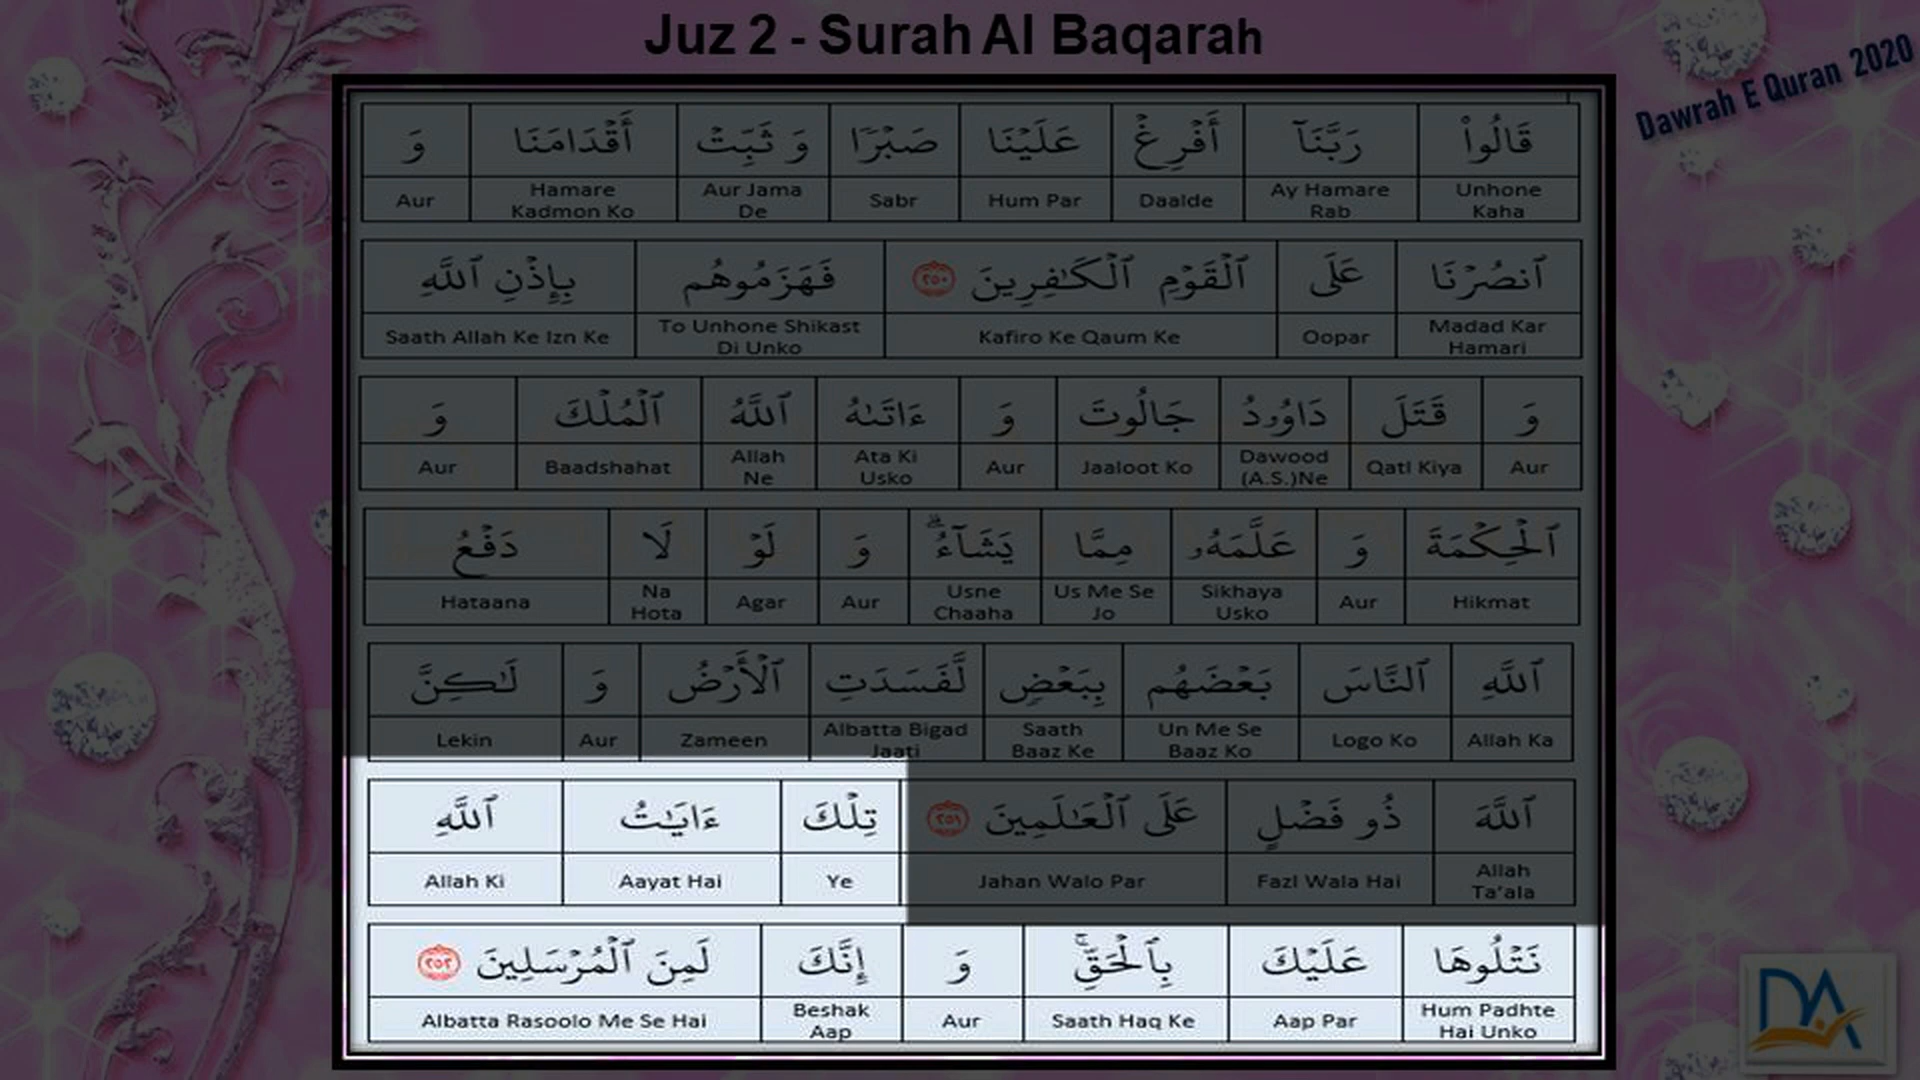 Juz 2 - Surah Al Baqarah
Dawrah E Quran 2020
قَالُوا۟ رَبَّنَآ أَفْرِغْ عَلَيْنَا صَبْرًا وَ ثَبِّتْ أَقْدَامَنَا وَ
Unhone Kaha Ay Hamare Rab Daalde Hum Par Sabr Aur Jama De Hamare Kadmon Ko Aur
ٱنصُرْنَا عَلَى ٱلْقَوْمِ ٱلْكَـٰفِرِينَ ٢٥٠ فَهَزَمُوهُم بِإِذْنِ ٱللَّهِ
Madad Kar Hamari Oopar Kafiro Ke Qaum Ke To Unhone Shikast Di Unko Saath Allah Ke Izn Ke
وَ قَتَلَ دَاوُۥدُ جَالُوتَ وَ ءَاتَىٰهُ ٱللَّهُ ٱلْمُلْكَ وَ
Aur Qatl Kiya Dawood (A.S.)Ne Jaaloot Ko Aur Ata Ki Usko Allah Ne Baadshahat Aur
ٱلْحِكْمَةَ وَ عَلَّمَهُۥ مِمَّا يَشَآءُ ۗ وَ لَوْ لَا دَفْعُ
Hikmat Aur Sikhaya Usko Us Me Se Jo Usne Chaaha Aur Agar Na Hota Hataana
ٱللَّهِ ٱلنَّاسَ بَعْضَهُم بِبَعْضٍ لَّفَسَدَتِ ٱلْأَرْضُ وَ لَـٰكِنَّ
Allah Ka Logo Ko Un Me Se Baaz Ko Saath Baaz Ke Albatta Bigad Jaati Zameen Aur Lekin
ٱللَّهَ ذُو فَضْلٍ عَلَى ٱلْعَـٰلَمِينَ ٢٥١ تِلْكَ ءَايَـٰتُ ٱللَّهِ
Allah Ta'ala Fazl Wala Hai Jahan Walo Par Ye Aayat Hai Allah Ki
نَتْلُوهَا عَلَيْكَ بِٱلْحَقِّ ۚ وَ إِنَّكَ لَمِنَ ٱلْمُرْسَلِينَ ٢٥٢
Hum Padhte Hai Unko Aap Par Saath Haq Ke Aur Beshak Aap Albatta Rasoolo Me Se Hai
DA